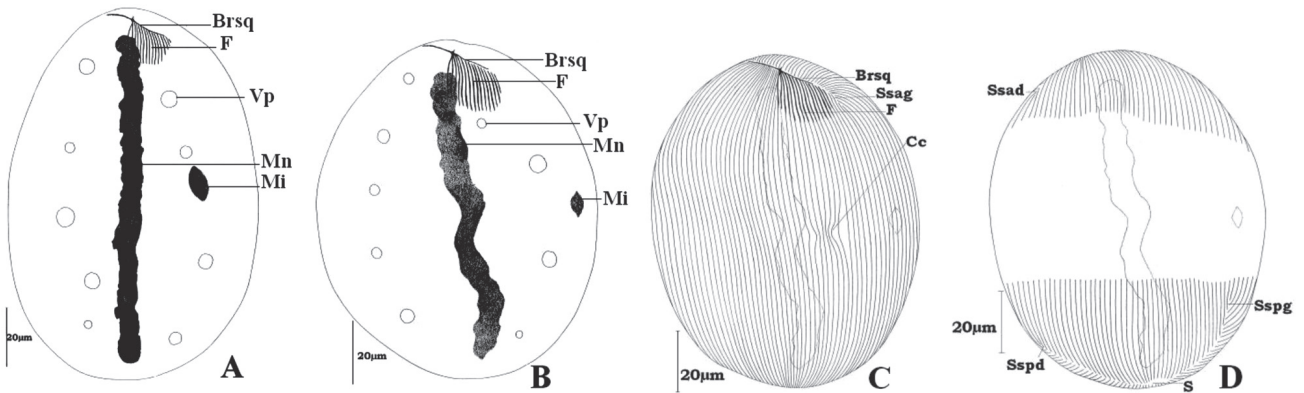 Brsq
F
Vp
Mn
Mi
20µm
A
Brsq
F
Vp
Mn
Mi
20µm
B
Brsq
Ssag
F
Cc
20µm
C
Ssad
Sspg
20µm
Sspd
S
D